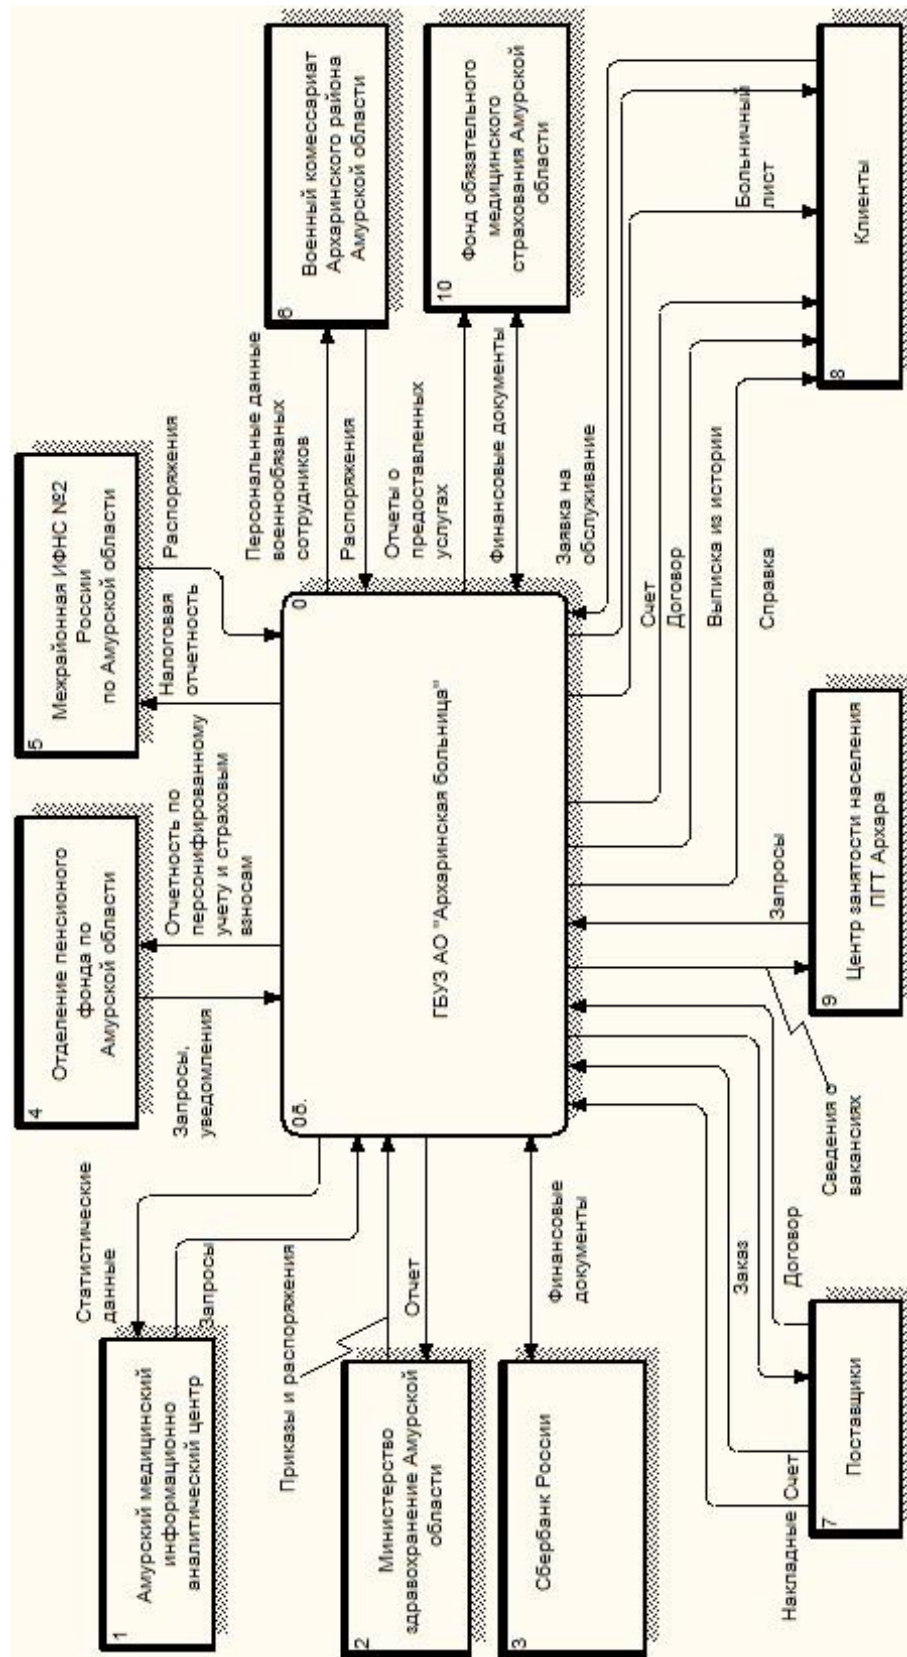 Амурский медицинский
информационно
аналитический центр
1
Статистические
данные
Запросы
Отделение пенсионого
фонда по
Амурской области
4
Запросы,
уведомления
Отчетность по
персонифированному
учету и страховым
взносам
Межрайонная ИФНС №2
России
по Амурской области
5
Налоговая
отчетность
Распоряжения
Министерство
здравохранение Амурской
области
2
Приказы и распоряжения
Отчет
Сбербанк России
3
Финансовые
документы
0
ГБУЗ АО "Архаринская больница"
0б.
Военный комессариат
Архаринского района
Амурской области
6
Персональные данные
военнообязаных
сотрудников
Распоряжения
Фонд обязательного
медицинского
страхования Амурской
области
10
Отчеты о
предоставленных
услугах
Финансовые документы
Поставщики
7
Накладные
Счет
Заказ
Договор
Центр занятости населения
ПГТ Архара
9
Сведения о
вакансиях
Запросы
Клиенты
8
Заявка на
обслуживание
Больничный
лист
Счет
Договор
Выписка из истории
Справка